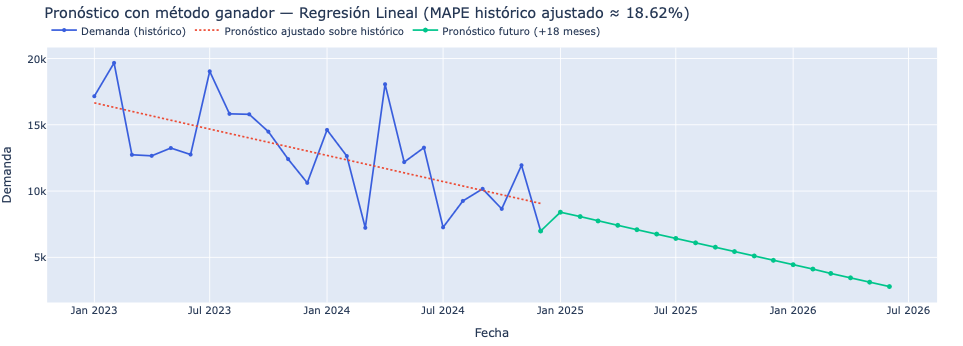 Pronóstico con método ganador — Regresión Lineal (MAPE histórico ajustado ≈ 18.62%)
Demanda (histórico) Pronóstico ajustado sobre histórico Pronóstico futuro (+18 meses)
Demanda
20k
15k
10k
5k
Jan 2023 Jul 2023 Jan 2024 Jul 2024 Jan 2025 Jul 2025 Jan 2026 Jul 2026
Fecha